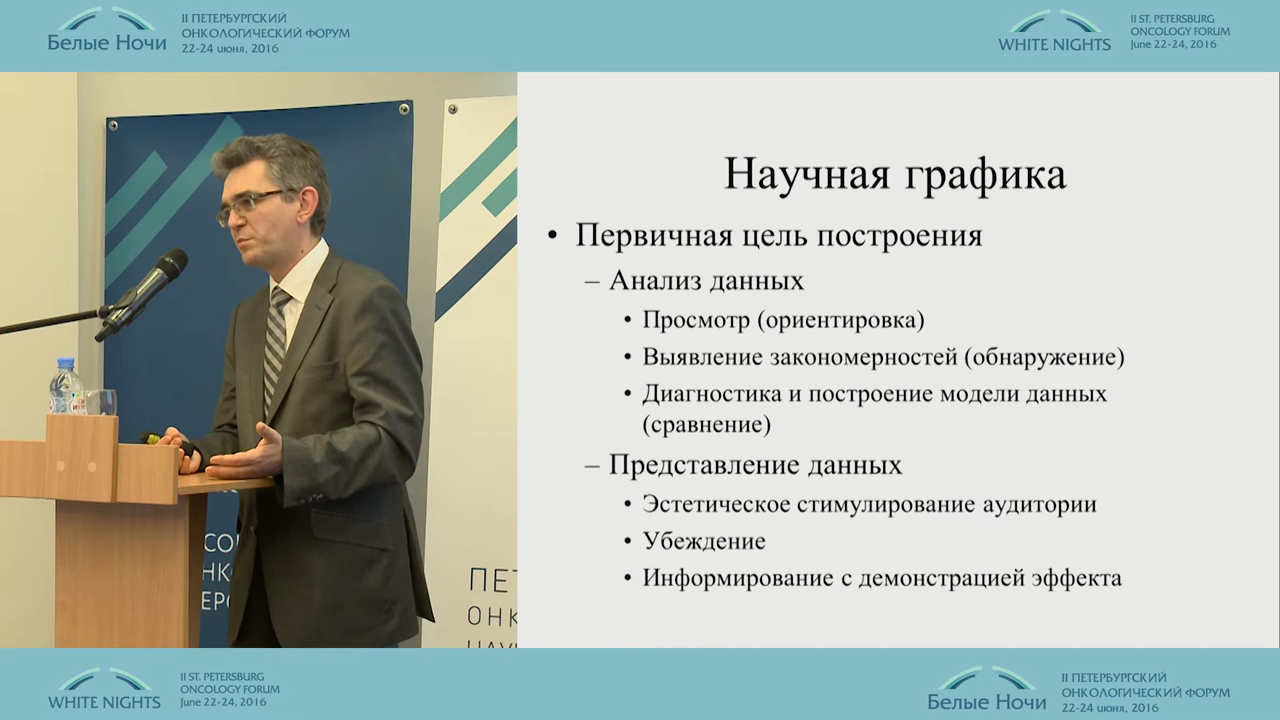 Белые Ночи
II ПЕТЕРБУРГСКИЙ
ОНКОЛОГИЧЕСКИЙ ФОРУМ
22-24 июня, 2016
WHITE NIGHTS
II ST. PETERSBURG
ONCOLOGY FORUM
June 22-24, 2016
Научная графика
• Первичная цель построения
– Анализ данных
• Просмотр (ориентировка)
• Выявление закономерностей (обнаружение)
• Диагностика и построение модели данных
(сравнение)
– Представление данных
• Эстетическое стимулирование аудитории
• Убеждение
• Информирование с демонстрацией эффекта
WHITE NIGHTS
II ST. PETERSBURG
ONCOLOGY FORUM
June 22-24, 2016
Белые Ночи
II ПЕТЕРБУРГСКИЙ
ОНКОЛОГИЧЕСКИЙ ФОРУМ
22-24 июня, 2016